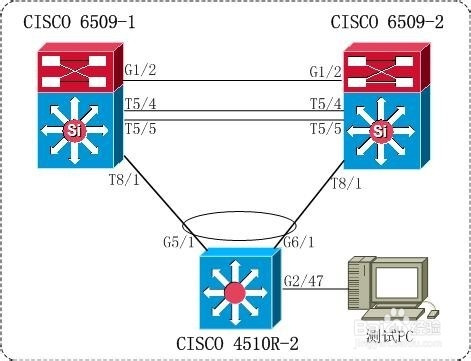 CISCO 6509-1
CISCO 6509-2
G1/2
G1/2
T5/4
T5/4
Si
Si
T5/5
T5/5
T8/1
T8/1
G5/1
G6/1
G2/47
CISCO 4510R-2
测试PC